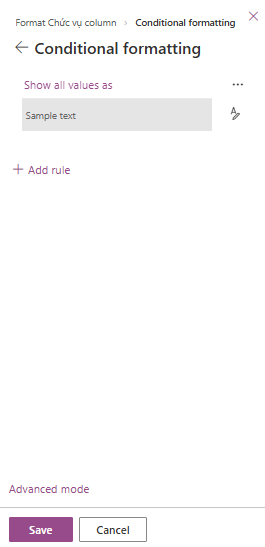 Format Chức vụ column > Conditional formatting
Conditional formatting
Show all values as
Sample text
Add rule
Advanced mode
Save Cancel